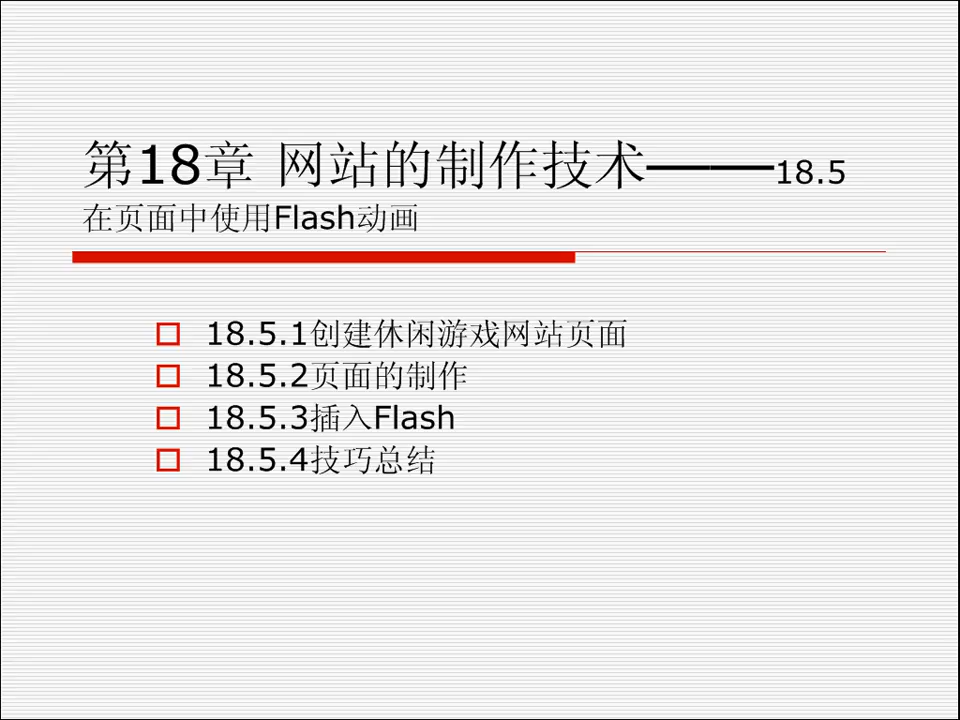 第18章 网站的制作技术——18.5
在页面中使用Flash动画
18.5.1创建休闲游戏网站页面
18.5.2页面的制作
18.5.3插入Flash
18.5.4技巧总结